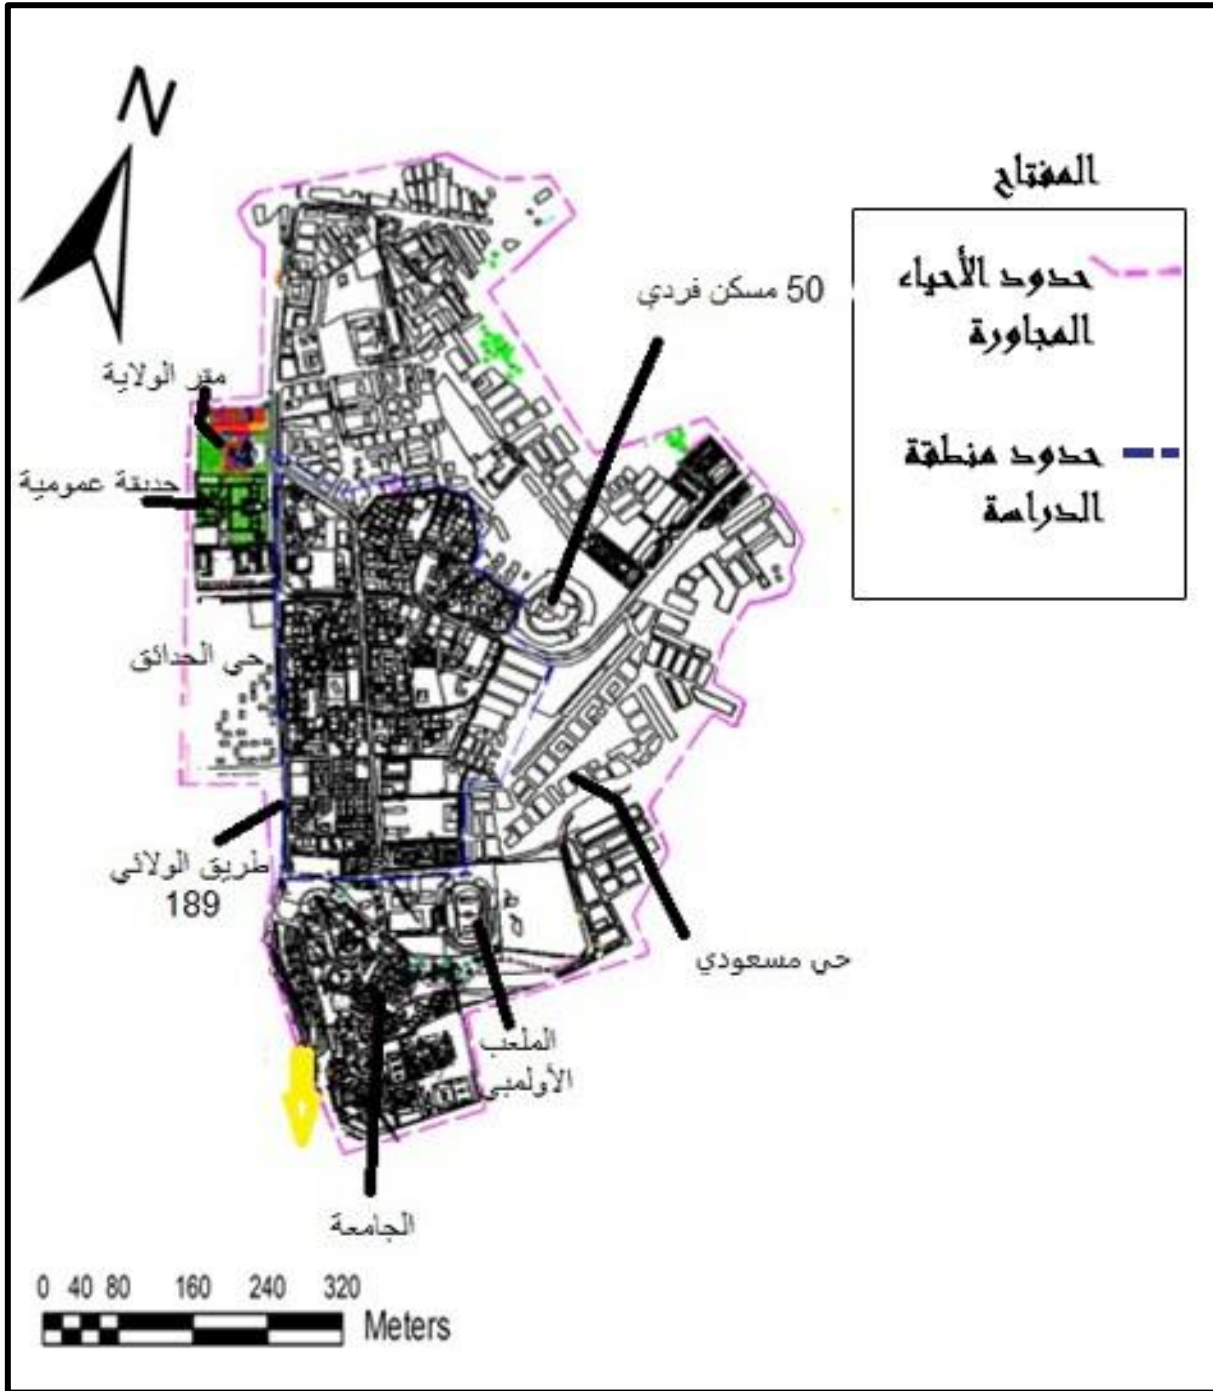 N
المفتاح
حدود الأحياء
المجاورة
حدود منطقة
الدراسة
50 مسكن فردي
مقر الولاية
حديقة عمومية
حي الحدائق
طريق الولائي
189
حي مسعودي
الملعب
الأولمبي
الجامعة
0 40 80 160 240 320
Meters